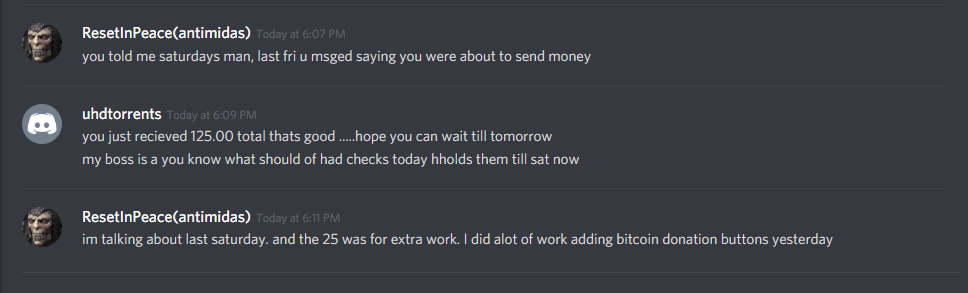 ResetInPeace(antimidas) Today at 6:07 PM
you told me saturdays man, last fri u msged saying you were about to send money
uhdtorrents Today at 6:09 PM
you just recieved 125.00 total thats good .....hope you can wait till tomorrow
my boss is a you know what should of had checks today hholds them till sat now
ResetInPeace(antimidas) Today at 6:11 PM
im talking about last saturday. and the 25 was for extra work. I did alot of work adding bitcoin donation buttons yesterday